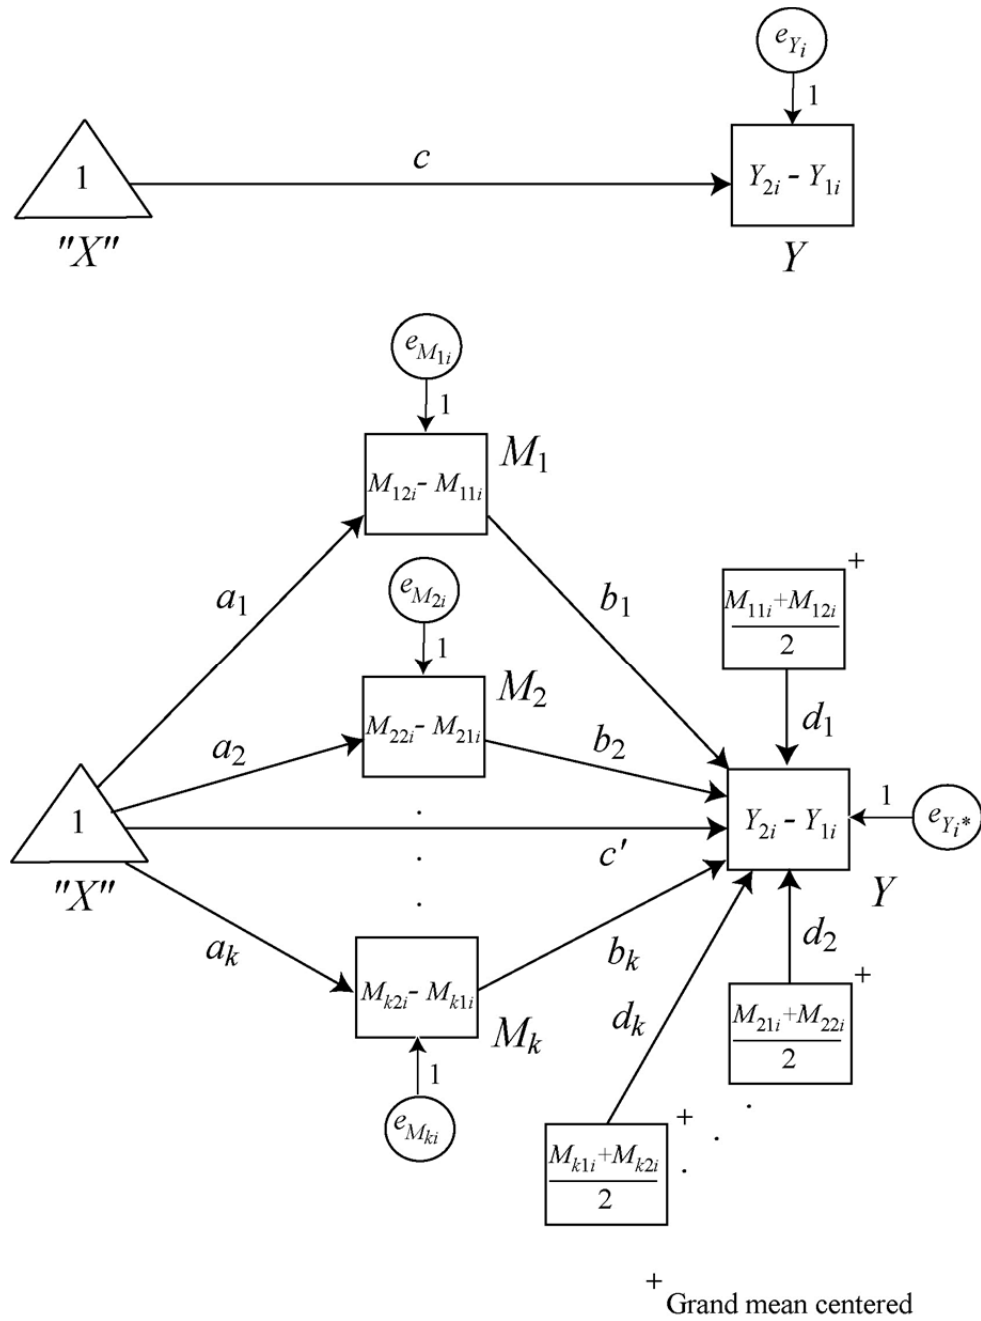 e_{Y_i}
1
c
1
Y_{2i} - Y_{1i}
"X"
Y
e_{M_{1i}}
1
M_1
M_{12i} - M_{11i}
a_1
e_{M_{2i}}
b_1
+
M_{11i}+M_{12i}
2
1
M_2
M_{22i} - M_{21i}
a_2
b_2
d_1
1
Y_{2i} - Y_{1i}
1
e_{Y_i*}
c'
"X"
Y
a_k
b_k
d_2
M_{k2i} - M_{k1i}
M_k
d_k
+
M_{21i}+M_{22i}
2
1
e_{M_{ki}}
+
M_{k1i}+M_{k2i}
2
+ Grand mean centered